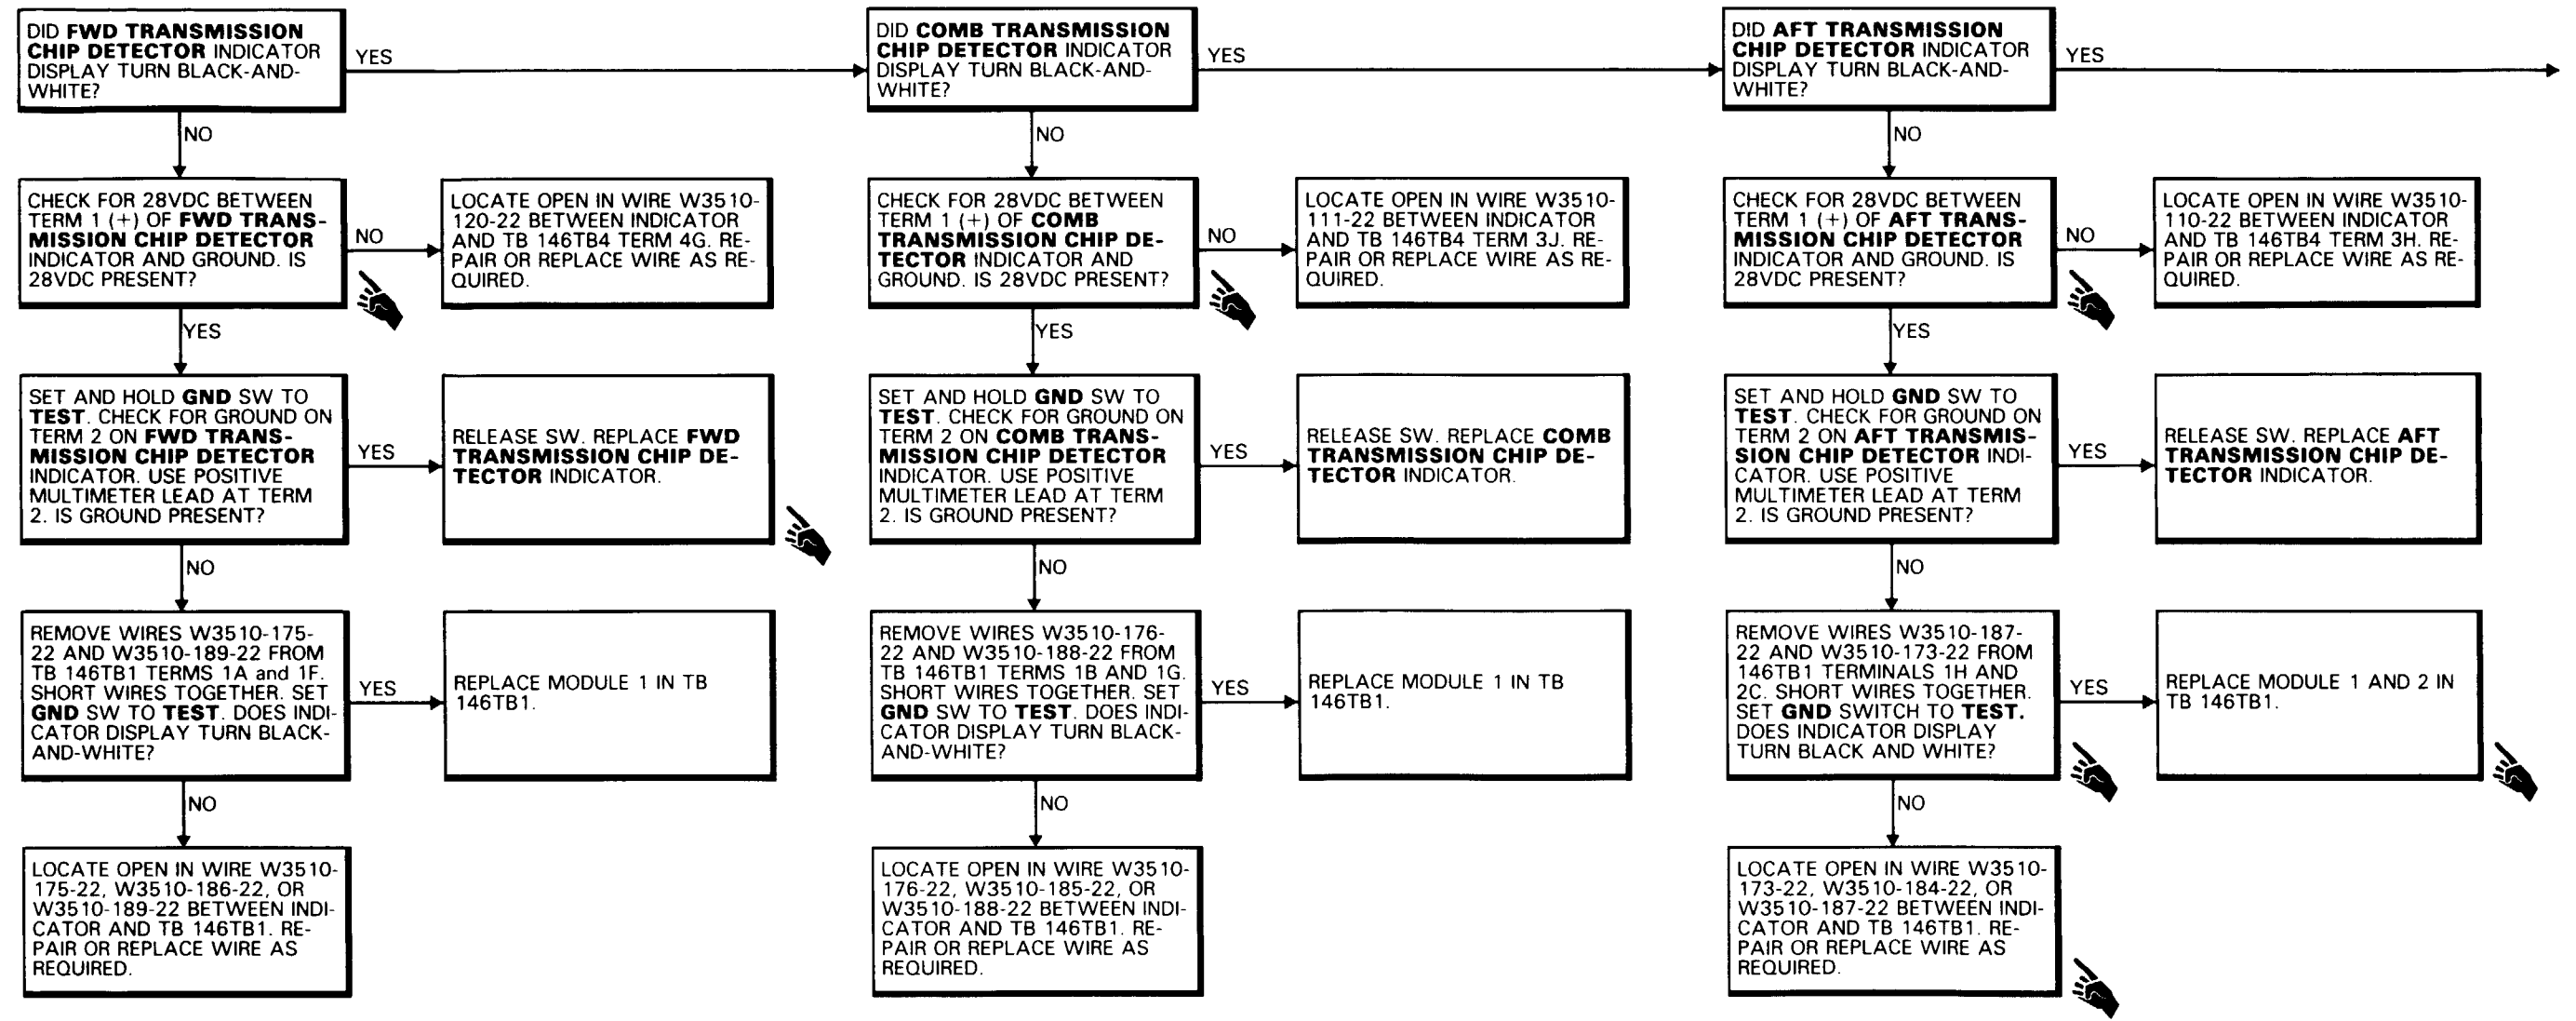 DID FWD TRANSMISSION
CHIP DETECTOR INDICATOR
DISPLAY TURN BLACK-AND-
WHITE?
YES
NO
CHECK FOR 28VDC BETWEEN
TERM 1 (+) OF FWD TRANS-
MISSION CHIP DETECTOR
INDICATOR AND GROUND. IS
28VDC PRESENT?
NO
LOCATE OPEN IN WIRE W3510-
120-22 BETWEEN INDICATOR
AND TB 146TB4 TERM 4G. RE-
PAIR OR REPLACE WIRE AS RE-
QUIRED.
YES
SET AND HOLD GND SW TO
TEST. CHECK FOR GROUND ON
TERM 2 ON FWD TRANS-
MISSION CHIP DETECTOR
INDICATOR. USE POSITIVE
MULTIMETER LEAD AT TERM
2. IS GROUND PRESENT?
YES
RELEASE SW. REPLACE FWD
TRANSMISSION CHIP DE-
TECTOR INDICATOR.
NO
REMOVE WIRES W3510-175-
22 AND W3510-189-22 FROM
TB 146TB1 TERMS 1A and 1F.
SHORT WIRES TOGETHER. SET
GND SW TO TEST. DOES INDI-
CATOR DISPLAY TURN BLACK-
AND-WHITE?
YES
REPLACE MODULE 1 IN TB
146TB1.
NO
LOCATE OPEN IN WIRE W3510-
175-22, W3510-186-22, OR
W3510-189-22 BETWEEN INDI-
CATOR AND TB 146TB1. RE-
PAIR OR REPLACE WIRE AS
REQUIRED.
DID COMB TRANSMISSION
CHIP DETECTOR INDICATOR
DISPLAY TURN BLACK-AND-
WHITE?
YES
NO
CHECK FOR 28VDC BETWEEN
TERM 1 (+) OF COMB
TRANSMISSION CHIP DE-
TECTOR INDICATOR AND
GROUND. IS 28VDC PRESENT?
NO
LOCATE OPEN IN WIRE W3510-
111-22 BETWEEN INDICATOR
AND TB 146TB4 TERM 3J. RE-
PAIR OR REPLACE WIRE AS RE-
QUIRED.
YES
SET AND HOLD GND SW TO
TEST. CHECK FOR GROUND ON
TERM 2 ON COMB TRANS-
MISSION CHIP DETECTOR
INDICATOR. USE POSITIVE
MULTIMETER LEAD AT TERM
2. IS GROUND PRESENT?
YES
RELEASE SW. REPLACE COMB
TRANSMISSION CHIP DE-
TECTOR INDICATOR.
NO
REMOVE WIRES W3510-176-
22 AND W3510-188-22 FROM
TB 146TB1 TERMS 1B AND 1G.
SHORT WIRES TOGETHER. SET
GND SW TO TEST. DOES INDI-
CATOR DISPLAY TURN BLACK-
AND-WHITE?
YES
REPLACE MODULE 1 IN TB
146TB1.
NO
LOCATE OPEN IN WIRE W3510-
176-22, W3510-185-22, OR
W3510-188-22 BETWEEN INDI-
CATOR AND TB 146TB1. RE-
PAIR OR REPLACE WIRE AS
REQUIRED.
DID AFT TRANSMISSION
CHIP DETECTOR INDICATOR
DISPLAY TURN BLACK-AND-
WHITE?
YES
NO
CHECK FOR 28VDC BETWEEN
TERM 1 (+) OF AFT TRANS-
MISSION CHIP DETECTOR
INDICATOR AND GROUND. IS
28VDC PRESENT?
NO
LOCATE OPEN IN WIRE W3510-
110-22 BETWEEN INDICATOR
AND TB 146TB4 TERM 3H. RE-
PAIR OR REPLACE WIRE AS RE-
QUIRED.
YES
SET AND HOLD GND SW TO
TEST. CHECK FOR GROUND ON
TERM 2 ON AFT TRANSMIS-
SION CHIP DETECTOR INDI-
CATOR. USE POSITIVE
MULTIMETER LEAD AT TERM
2. IS GROUND PRESENT?
YES
RELEASE SW. REPLACE AFT
TRANSMISSION CHIP DE-
TECTOR INDICATOR.
NO
REMOVE WIRES W3510-187-
22 AND W3510-173-22 FROM
146TB1 TERMINALS 1H AND
2C. SHORT WIRES TOGETHER.
SET GND SWITCH TO TEST.
DOES INDICATOR DISPLAY
TURN BLACK AND WHITE?
YES
REPLACE MODULE 1 AND 2 IN
TB 146TB1.
NO
LOCATE OPEN IN WIRE W3510-
173-22, W3510-184-22, OR
W3510-187-22 BETWEEN INDI-
CATOR AND TB 146TB1. RE-
PAIR OR REPLACE WIRE AS
REQUIRED.